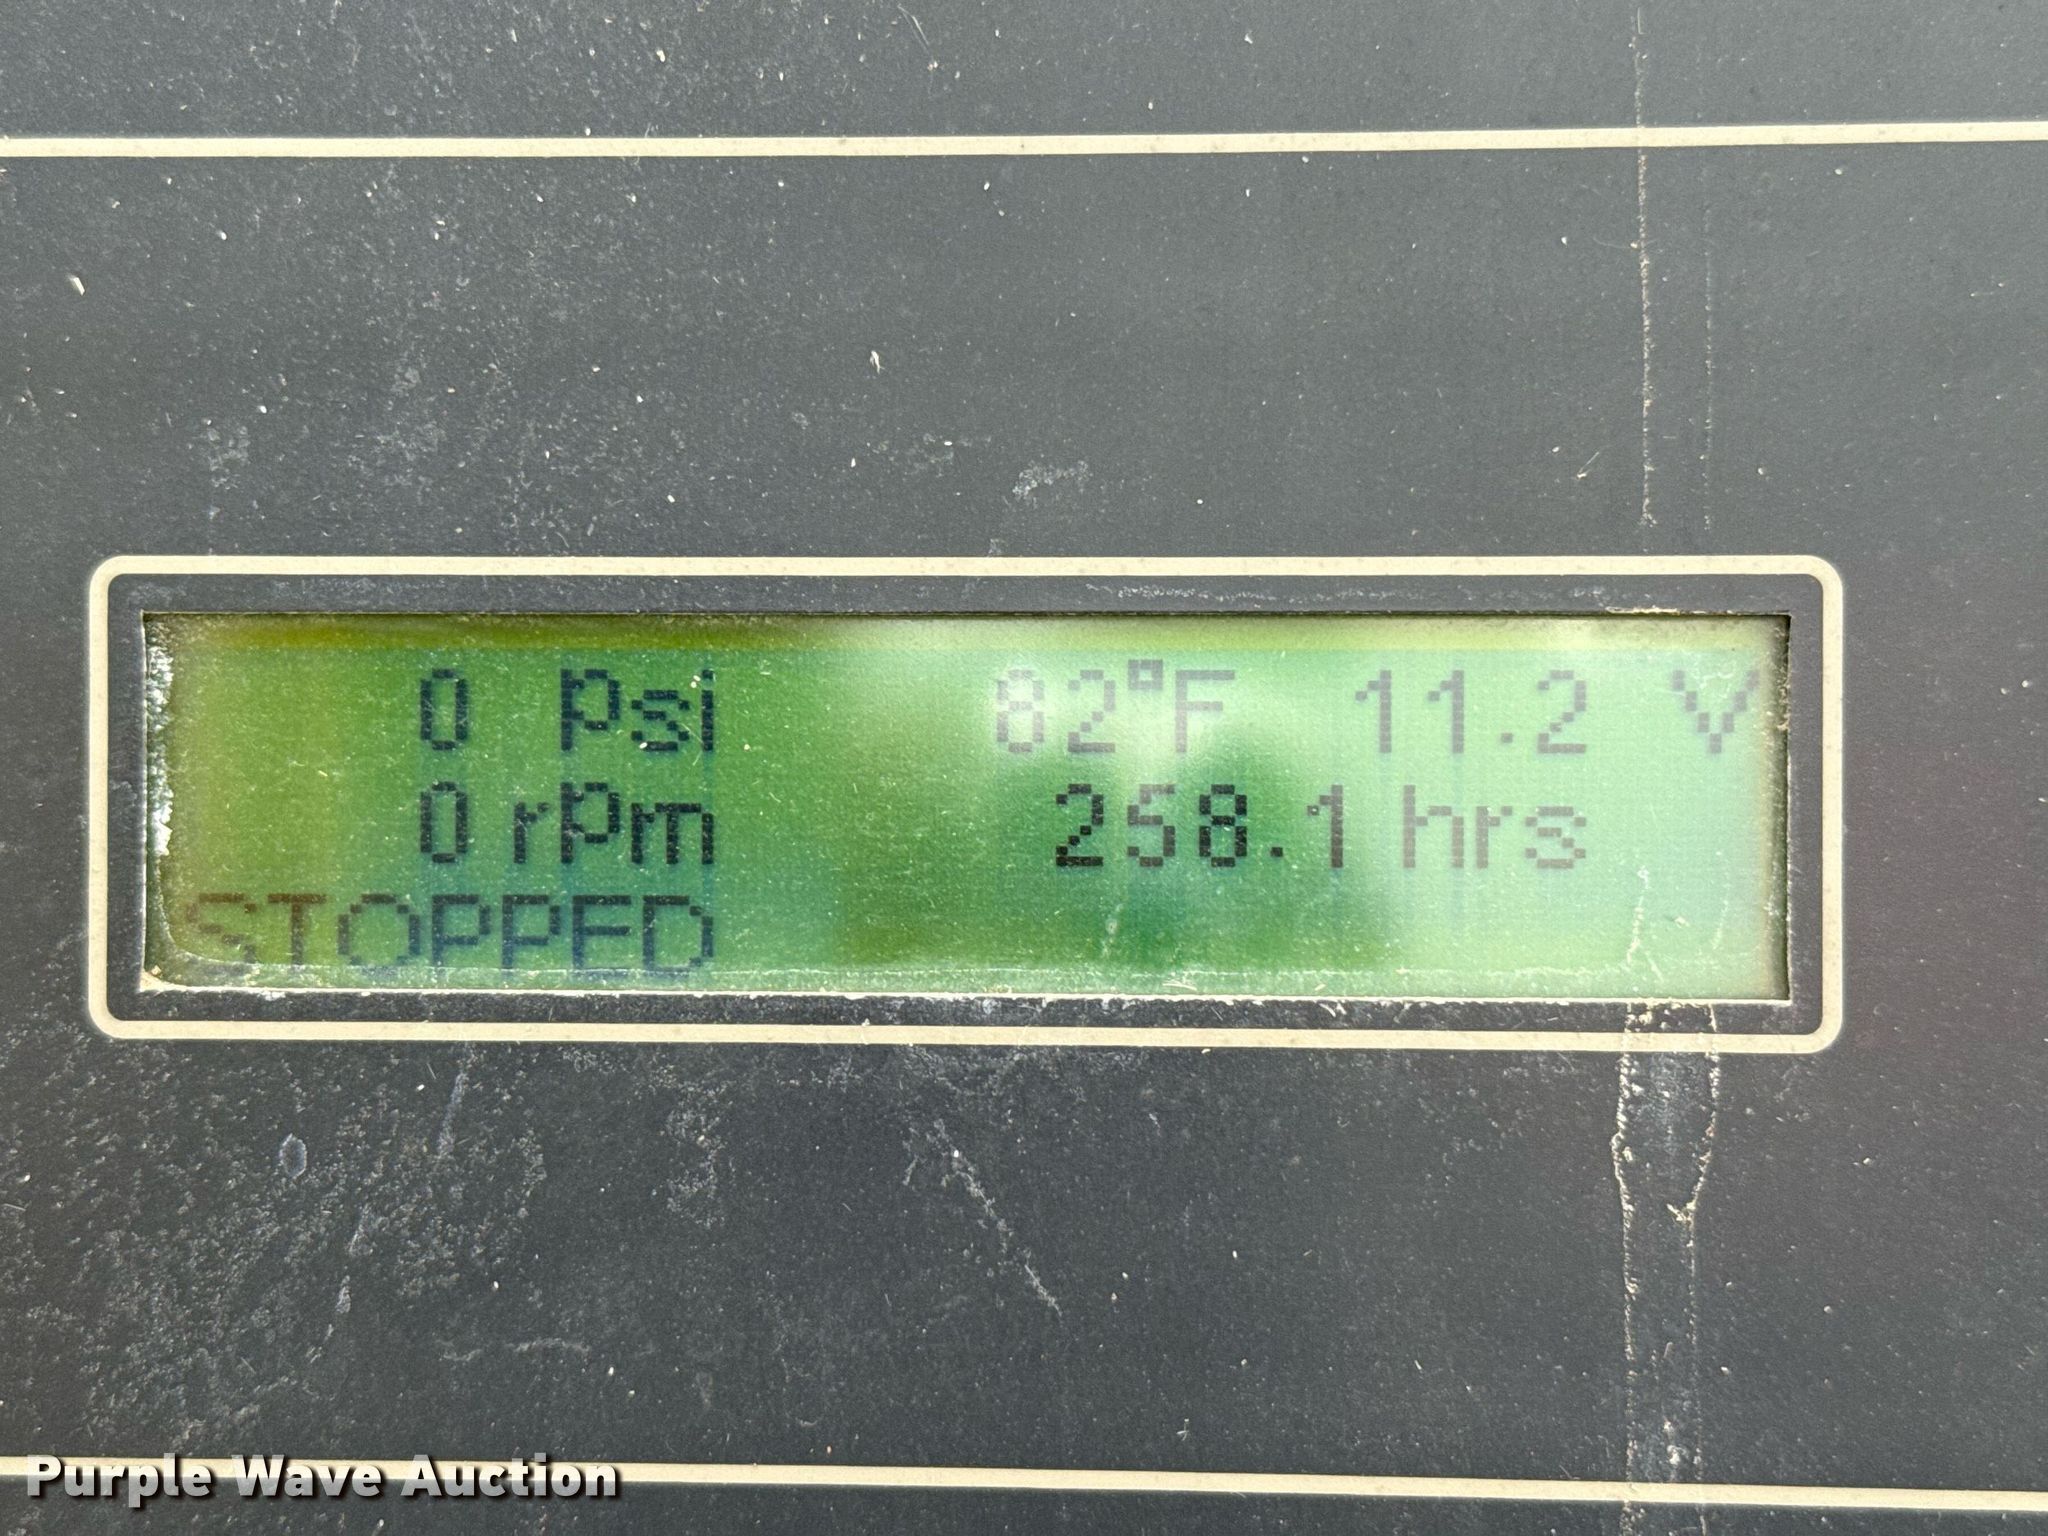 0 psi 82°F 11.2 V
0 rpm 258.1 hrs
STOPPED
Purple Wave Auction